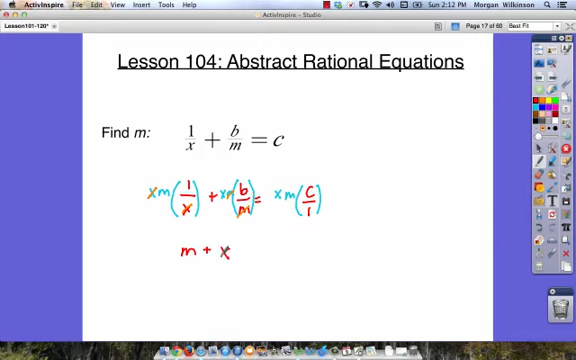 ActivInspire File Edit View Insert Tools Help Sun 2:12 PM Morgan Wilkinson
ActivInspire – Studio
Lesson101-120* Page 17 of 60 Best Fit
Lesson 104: Abstract Rational Equations
Find m: 1/x + b/m = c
xm(1/x) + xm(b/m) = xm(c/1)
m + x